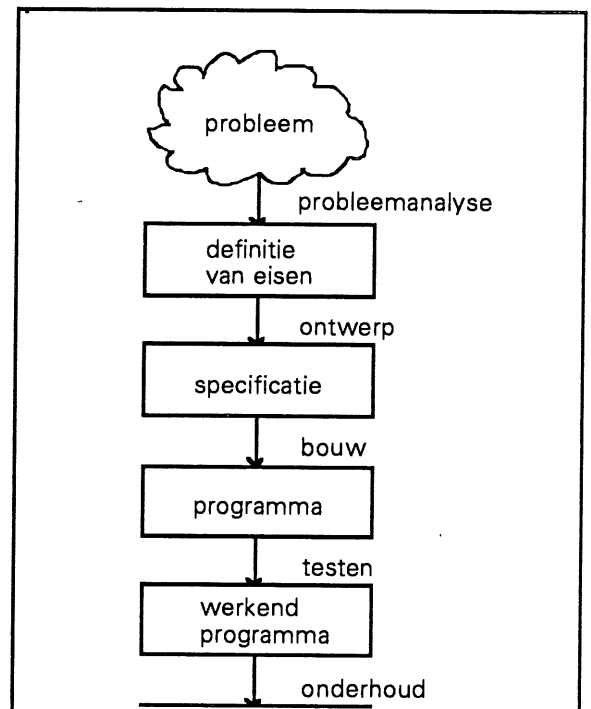 probleem
probleemanalyse
definitie
van eisen
ontwerp
specificatie
bouw
programma
testen
werkend
programma
onderhoud